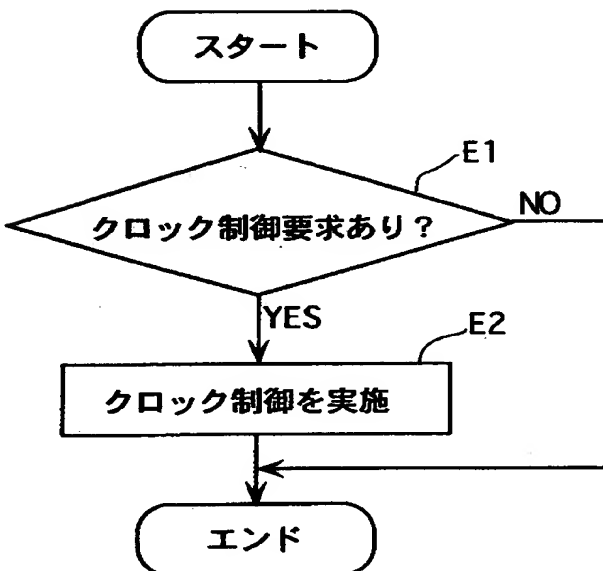 スタート
E1
クロック制御要求あり？
NO
YES
E2
クロック制御を実施
エンド